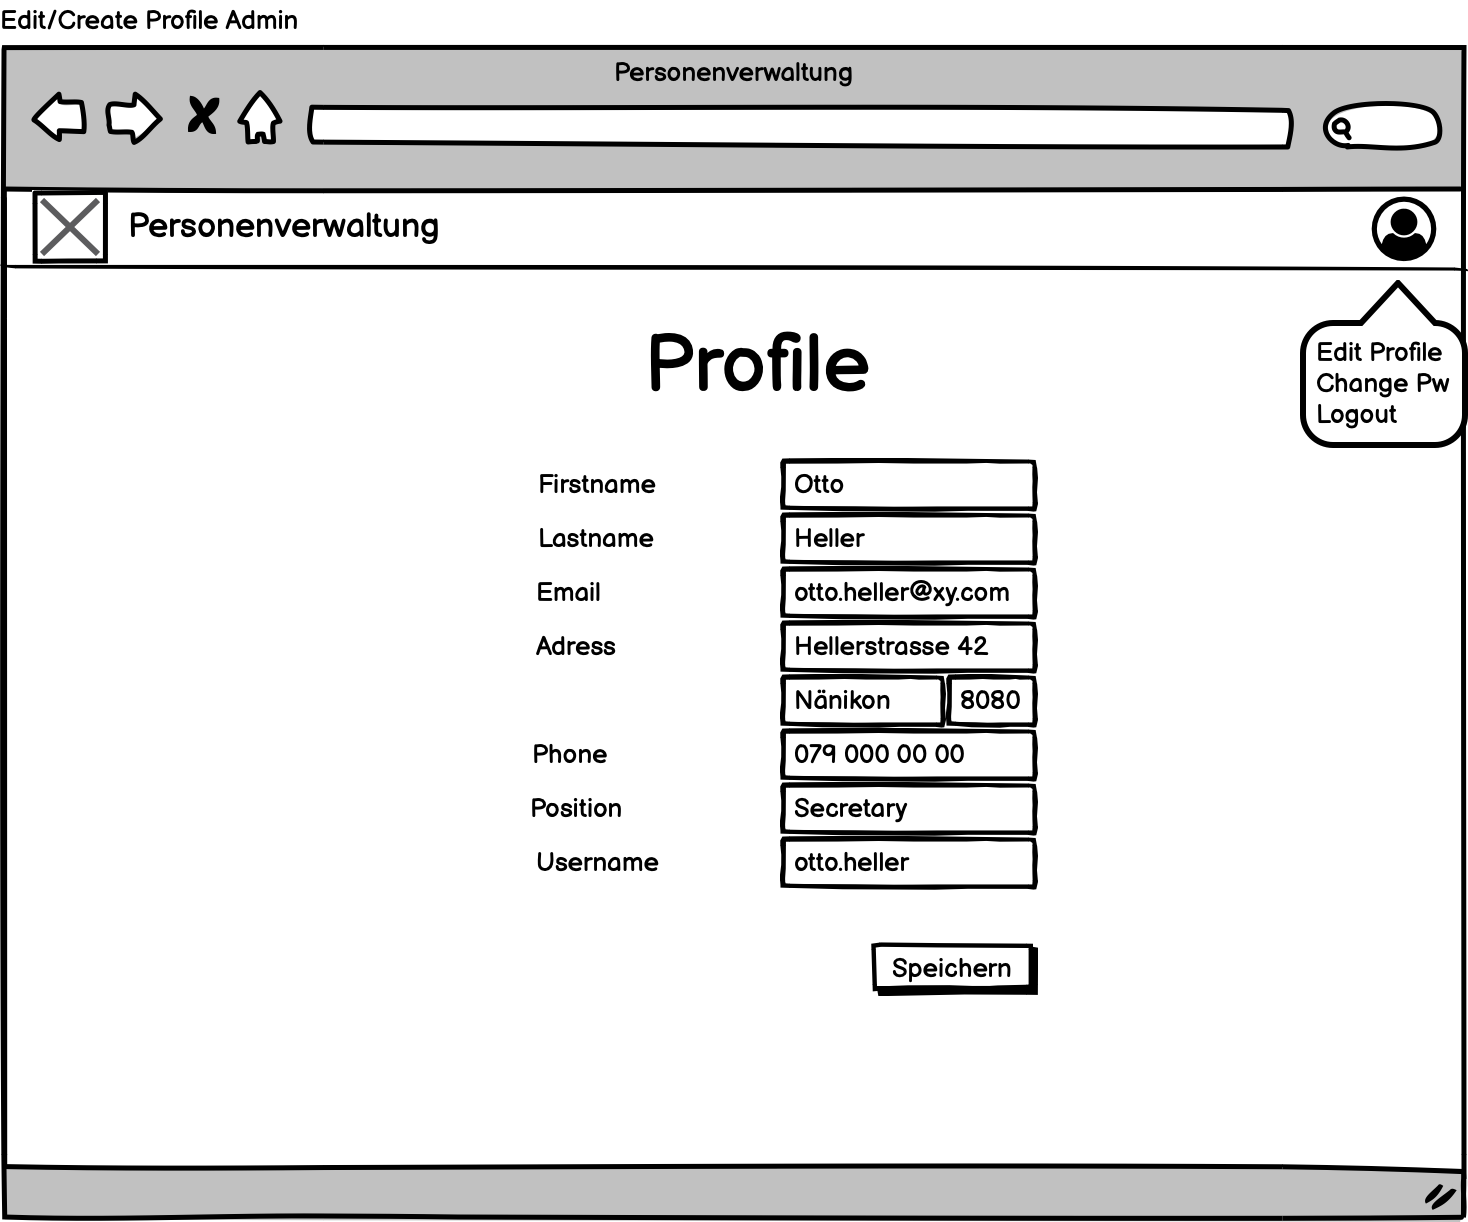 Edit/Create Profile Admin
Personenverwaltung
Personenverwaltung
Profile
Edit Profile
Change Pw
Logout
Firstname Otto
Lastname Heller
Email otto.heller@xy.com
Adress Hellerstrasse 42
Nänikon 8080
Phone 079 000 00 00
Position Secretary
Username otto.heller
Speichern